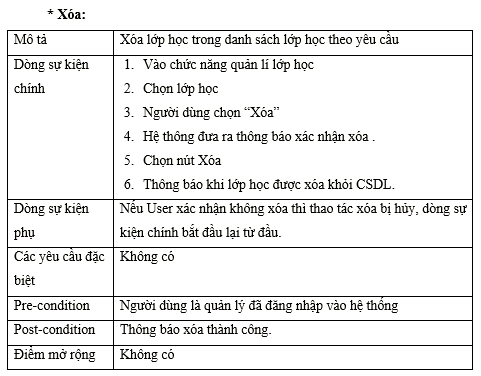 * Xóa:
Mô tả
Xóa lớp học trong danh sách lớp học theo yêu cầu
Dòng sự kiện
chính
1. Vào chức năng quản lí lớp học
2. Chọn lớp học
3. Người dùng chọn “Xóa”
4. Hệ thông đưa ra thông báo xác nhận xóa .
5. Chọn nút Xóa
6. Thông báo khi lớp học được xóa khỏi CSDL.
Dòng sự kiện
phụ
Nếu User xác nhận không xóa thì thao tác xóa bị hủy, dòng sự
kiện chính bắt đầu lại từ đầu.
Các yêu cầu đặc
biệt
Không có
Pre-condition
Người dùng là quản lý đã đăng nhập vào hệ thống
Post-condition
Thông báo xóa thành công.
Điểm mở rộng
Không có